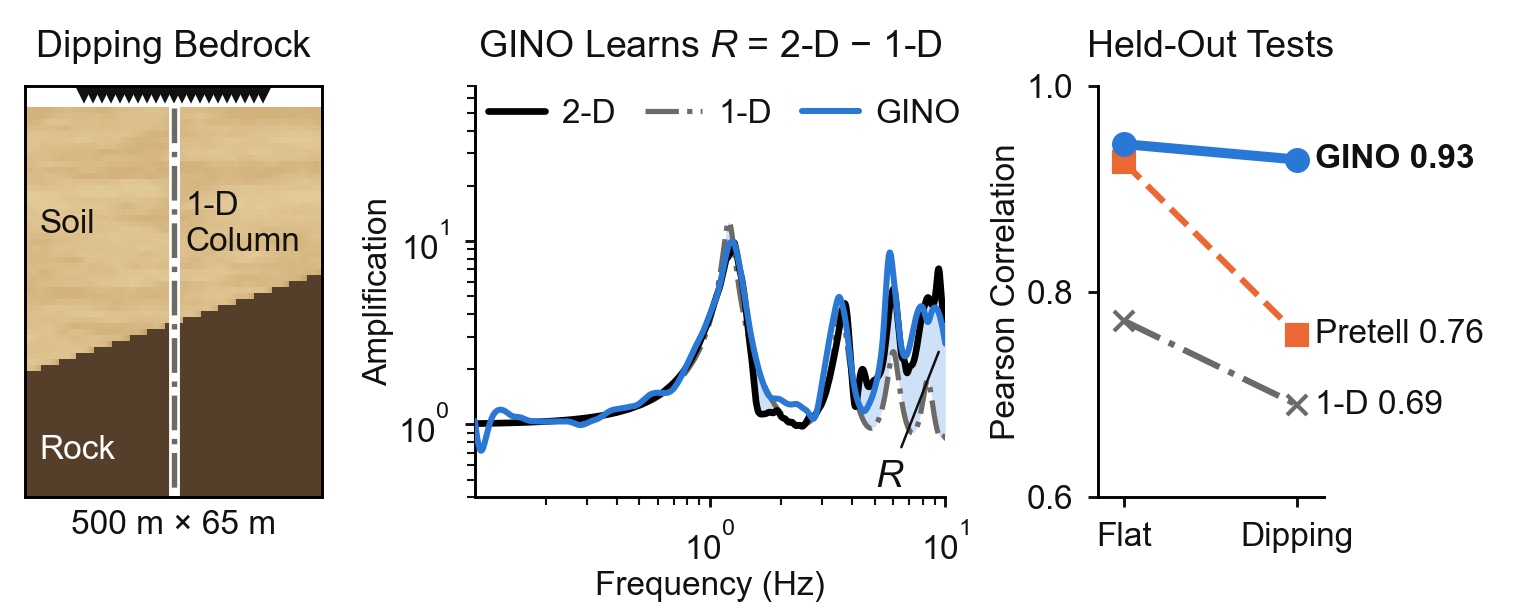 Dipping Bedrock
Soil
1-D
Column
Rock
500 m × 65 m
GINO Learns R = 2-D − 1-D
2-D
1-D
GINO
Amplification
10^1
10^0
R
10^0
10^1
Frequency (Hz)
Held-Out Tests
Pearson Correlation
1.0
0.8
0.6
GINO 0.93
Pretell 0.76
1-D 0.69
Flat
Dipping